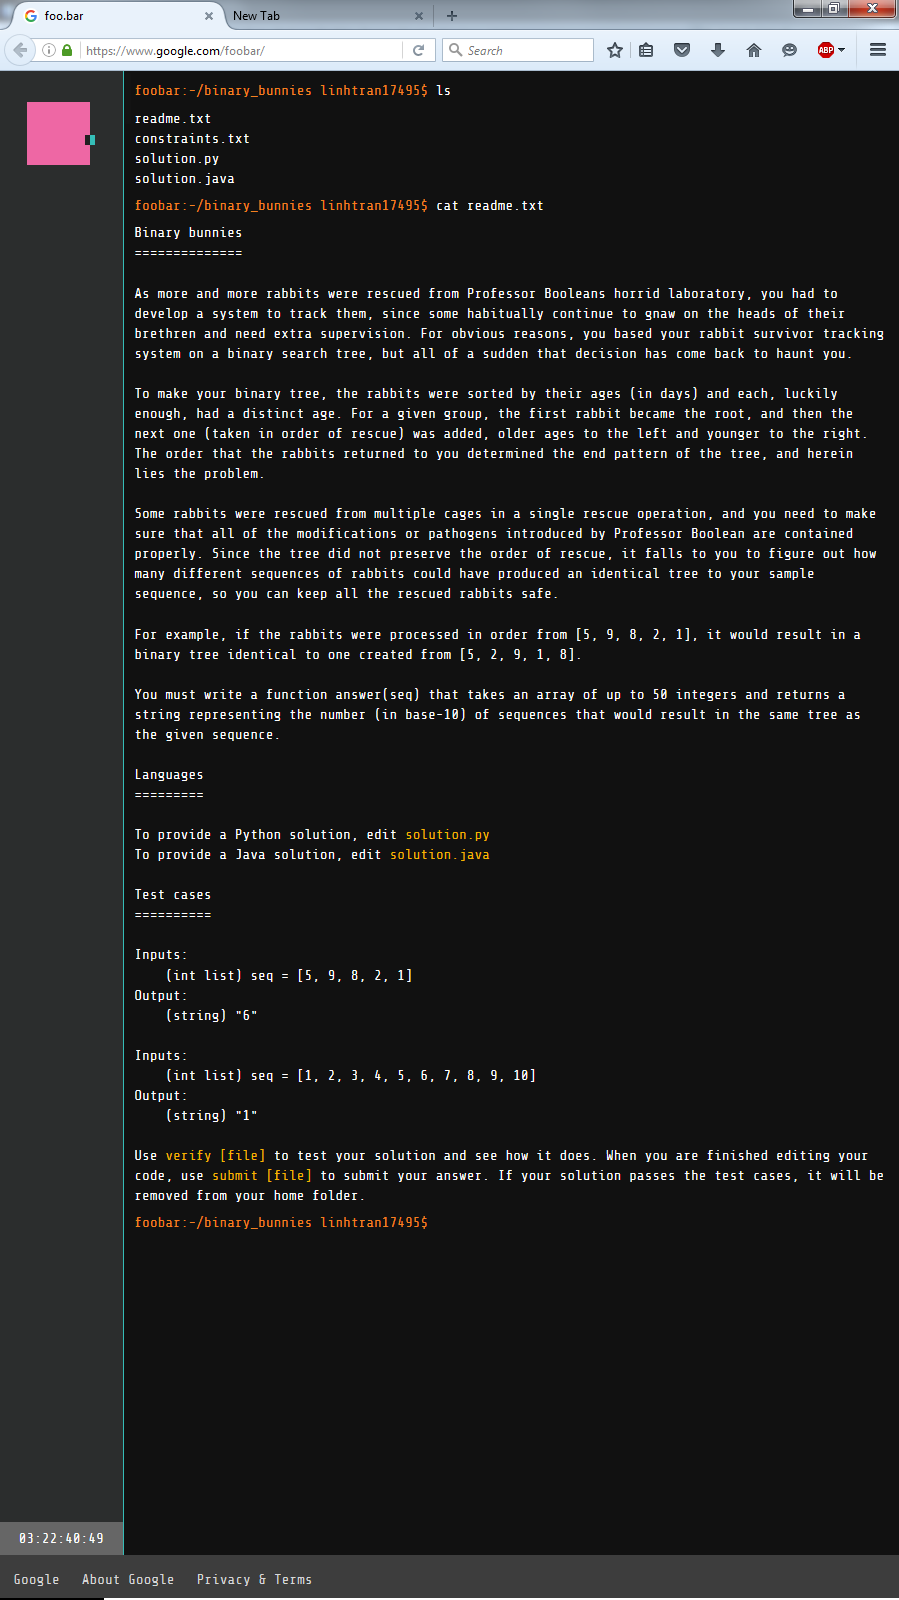 foo.bar
New Tab
https://www.google.com/foobar/
Search
ABP
foobar:~/binary_bunnies linhtran17495$ ls
readme.txt
constraints.txt
solution.py
solution.java
foobar:~/binary_bunnies linhtran17495$ cat readme.txt
Binary bunnies
==============
As more and more rabbits were rescued from Professor Booleans horrid laboratory, you had to
develop a system to track them, since some habitually continue to gnaw on the heads of their
brethren and need extra supervision. For obvious reasons, you based your rabbit survivor tracking
system on a binary search tree, but all of a sudden that decision has come back to haunt you.
To make your binary tree, the rabbits were sorted by their ages (in days) and each, luckily
enough, had a distinct age. For a given group, the first rabbit became the root, and then the
next one (taken in order of rescue) was added, older ages to the left and younger to the right.
The order that the rabbits returned to you determined the end pattern of the tree, and herein
lies the problem.
Some rabbits were rescued from multiple cages in a single rescue operation, and you need to make
sure that all of the modifications or pathogens introduced by Professor Boolean are contained
properly. Since the tree did not preserve the order of rescue, it falls to you to figure out how
many different sequences of rabbits could have produced an identical tree to your sample
sequence, so you can keep all the rescued rabbits safe.
For example, if the rabbits were processed in order from [5, 9, 8, 2, 1], it would result in a
binary tree identical to one created from [5, 2, 9, 1, 8].
You must write a function answer(seq) that takes an array of up to 50 integers and returns a
string representing the number (in base-10) of sequences that would result in the same tree as
the given sequence.
Languages
=========
To provide a Python solution, edit solution.py
To provide a Java solution, edit solution.java
Test cases
==========
Inputs:
    (int list) seq = [5, 9, 8, 2, 1]
Output:
    (string) "6"
Inputs:
    (int list) seq = [1, 2, 3, 4, 5, 6, 7, 8, 9, 10]
Output:
    (string) "1"
Use verify [file] to test your solution and see how it does. When you are finished editing your
code, use submit [file] to submit your answer. If your solution passes the test cases, it will be
removed from your home folder.
foobar:~/binary_bunnies linhtran17495$
03:22:40:49
Google About Google Privacy & Terms